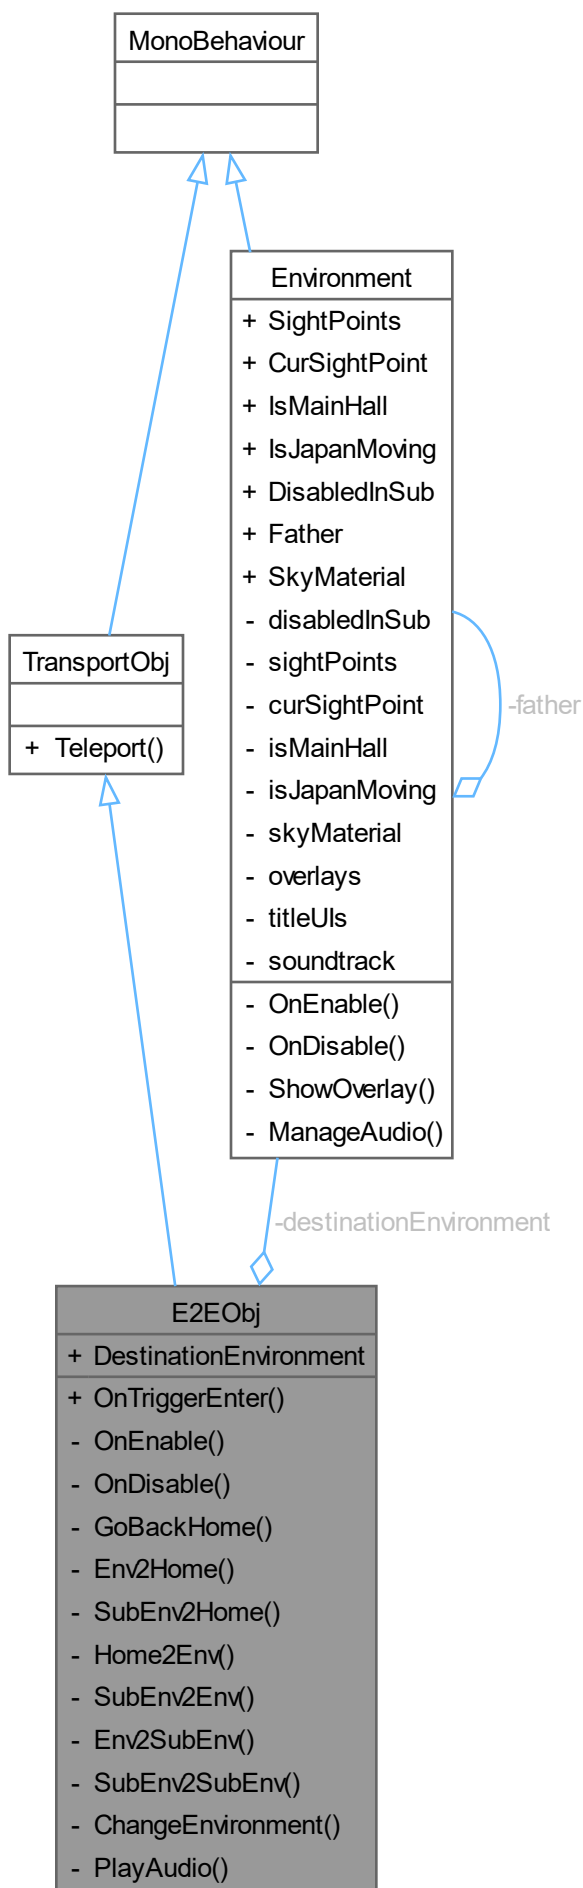 MonoBehaviour
Environment
+ SightPoints
+ CurSightPoint
+ IsMainHall
+ IsJapanMoving
+ DisabledInSub
+ Father
+ SkyMaterial
- disabledInSub
- sightPoints
- curSightPoint
- isMainHall
- isJapanMoving
- skyMaterial
- overlays
- titleUIs
- soundtrack
- OnEnable()
- OnDisable()
- ShowOverlay()
- ManageAudio()
-father
TransportObj
+ Teleport()
-destinationEnvironment
E2EObj
+ DestinationEnvironment
+ OnTriggerEnter()
- OnEnable()
- OnDisable()
- GoBackHome()
- Env2Home()
- SubEnv2Home()
- Home2Env()
- SubEnv2Env()
- Env2SubEnv()
- SubEnv2SubEnv()
- ChangeEnvironment()
- PlayAudio()